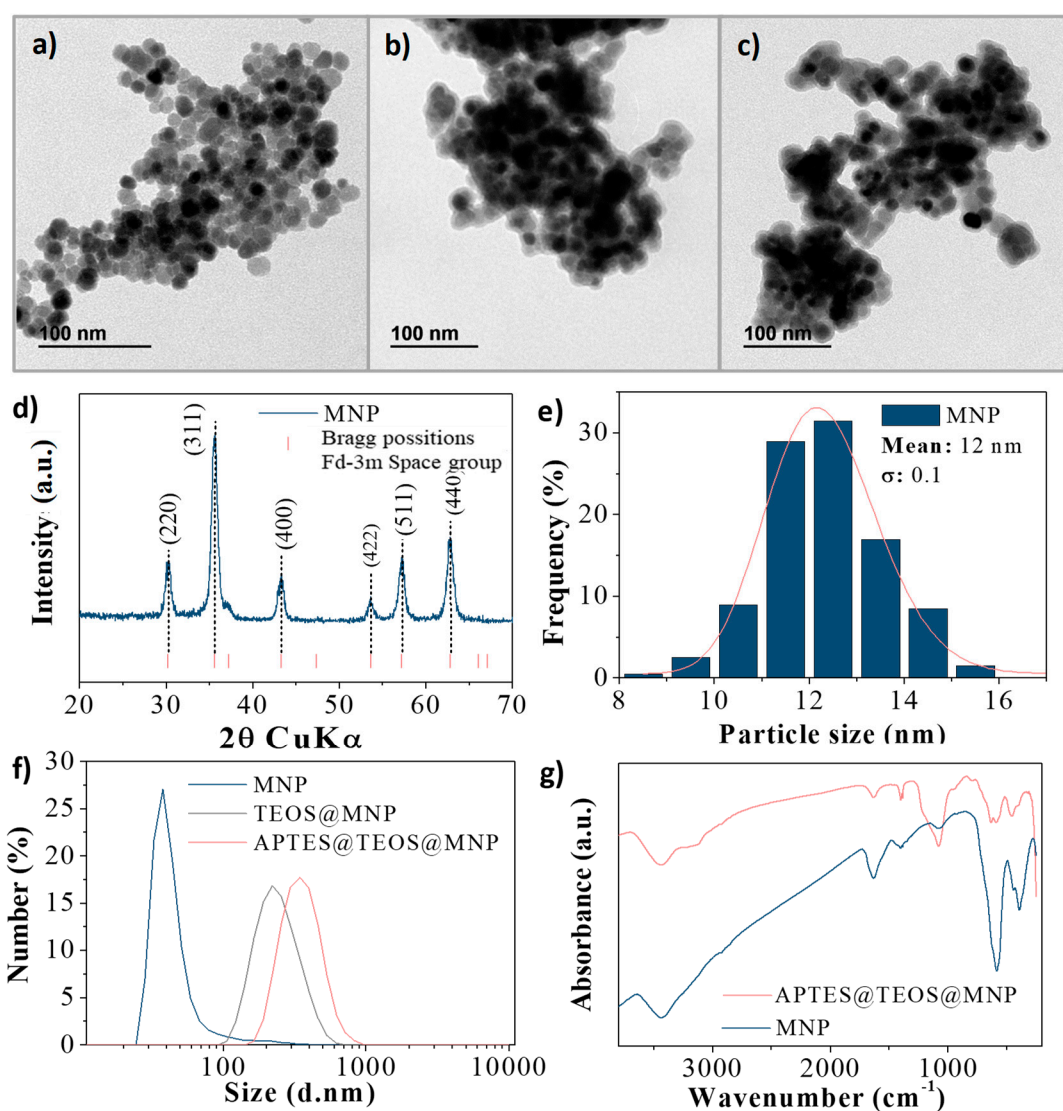 a)
b)
c)
100 nm
100 nm
100 nm
d)
MNP
Bragg possitions
Fd-3m Space group
(220)
(311)
(400)
(422)
(511)
(440)
Intensity (a.u.)
20 30 40 50 60 70
2θ CuKα
e)
MNP
Mean: 12 nm
σ: 0.1
Frequency (%)
30
20
10
0
8 10 12 14 16
Particle size (nm)
f)
MNP
TEOS@MNP
APTES@TEOS@MNP
Number (%)
30
25
20
15
10
5
0
100 1000 10000
Size (d.nm)
g)
Absorbance (a.u.)
APTES@TEOS@MNP
MNP
3000 2000 1000
Wavenumber (cm⁻¹)